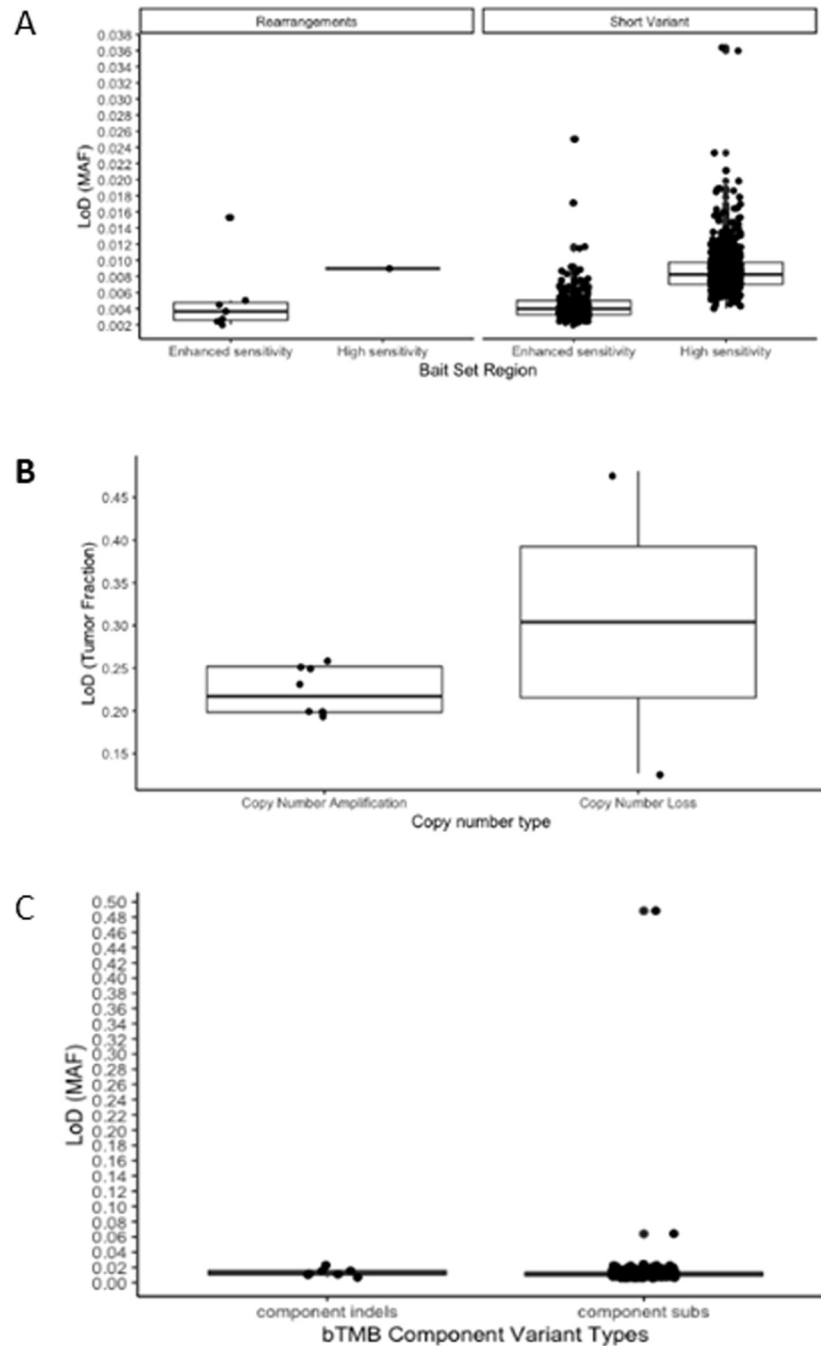 A
Rearrangements
Short Variant
LoD (MAF)
0.038
0.036
0.034
0.032
0.030
0.028
0.026
0.024
0.022
0.020
0.018
0.016
0.014
0.012
0.010
0.008
0.006
0.004
0.002
Enhanced sensitivity
High sensitivity
Enhanced sensitivity
High sensitivity
Bait Set Region
B
LoD (Tumor Fraction)
0.45
0.40
0.35
0.30
0.25
0.20
0.15
Copy Number Amplification
Copy Number Loss
Copy number type
C
LoD (MAF)
0.50
0.48
0.46
0.44
0.42
0.40
0.38
0.36
0.34
0.32
0.30
0.28
0.26
0.24
0.22
0.20
0.18
0.16
0.14
0.12
0.10
0.08
0.06
0.04
0.02
0.00
component indels
component subs
bTMB Component Variant Types